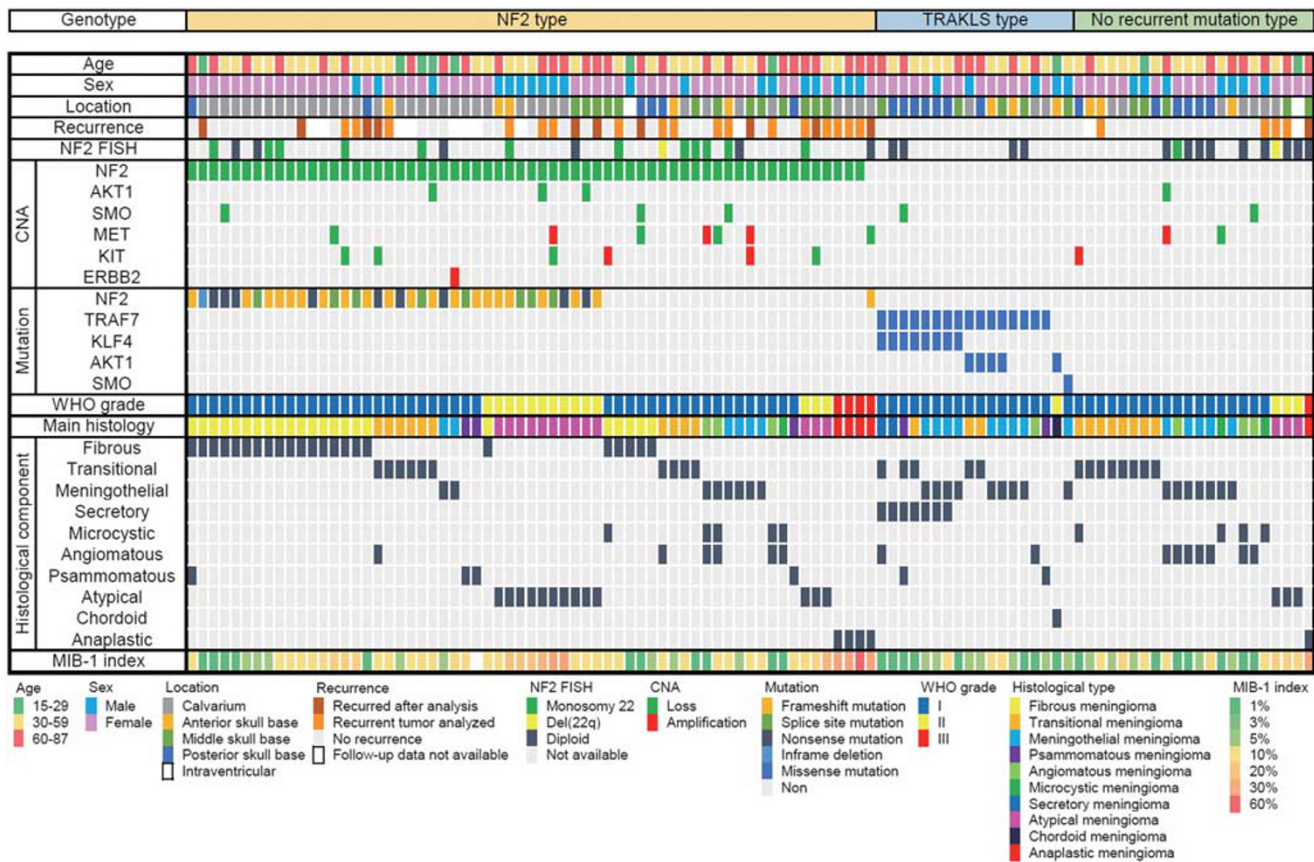 Genotype NF2 type TRAKLS type No recurrent mutation type
Age
Sex
Location
Recurrence
NF2 FISH
CNA
NF2
AKT1
SMO
MET
KIT
ERBB2
Mutation
NF2
TRAF7
KLF4
AKT1
SMO
WHO grade
Main histology
Histological component
Fibrous
Transitional
Meningothelial
Secretory
Microcystic
Angiomatous
Psammomatous
Atypical
Chordoid
Anaplastic
MIB-1 index
Age
15-29
30-59
60-87
Sex
Male
Female
Location
Calvarium
Anterior skull base
Middle skull base
Posterior skull base
Intraventricular
Recurrence
Recurred after analysis
Recurrent tumor analyzed
No recurrence
Follow-up data not available
NF2 FISH
Monosomy 22
Del(22q)
Diploid
Not available
CNA
Loss
Amplification
Mutation
Frameshift mutation
Splice site mutation
Nonsense mutation
Inframe deletion
Missense mutation
Non
WHO grade
I
II
III
Histological type
Fibrous meningioma
Transitional meningioma
Meningothelial meningioma
Psammomatous meningioma
Angiomatous meningioma
Microcystic meningioma
Secretory meningioma
Atypical meningioma
Chordoid meningioma
Anaplastic meningioma
MIB-1 index
1%
3%
5%
10%
20%
30%
60%